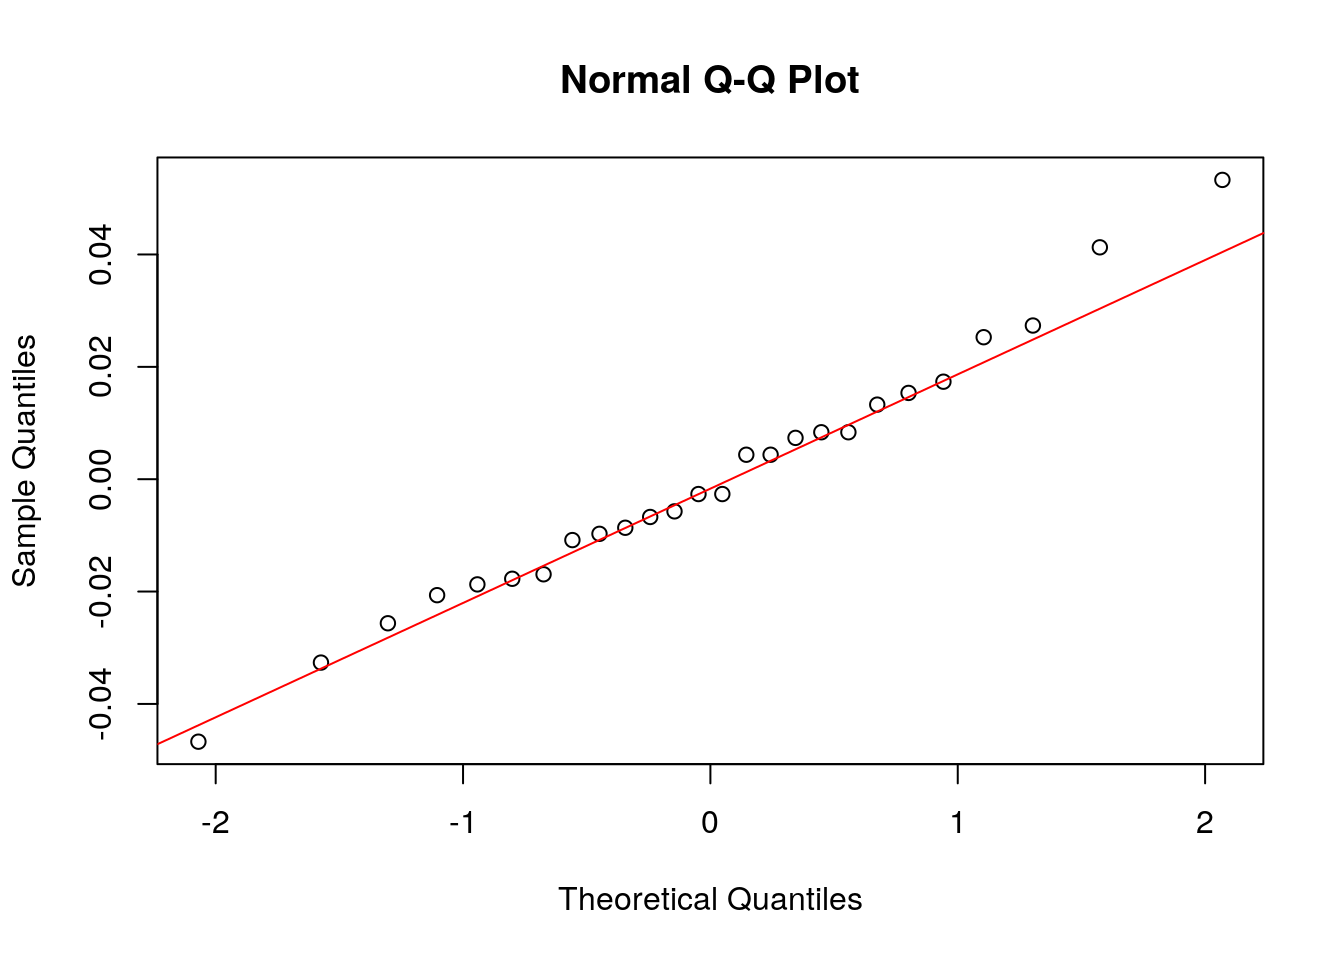 Normal Q-Q Plot
Sample Quantiles
0.04
0.02
0.00
-0.02
-0.04
-2 -1 0 1 2
Theoretical Quantiles